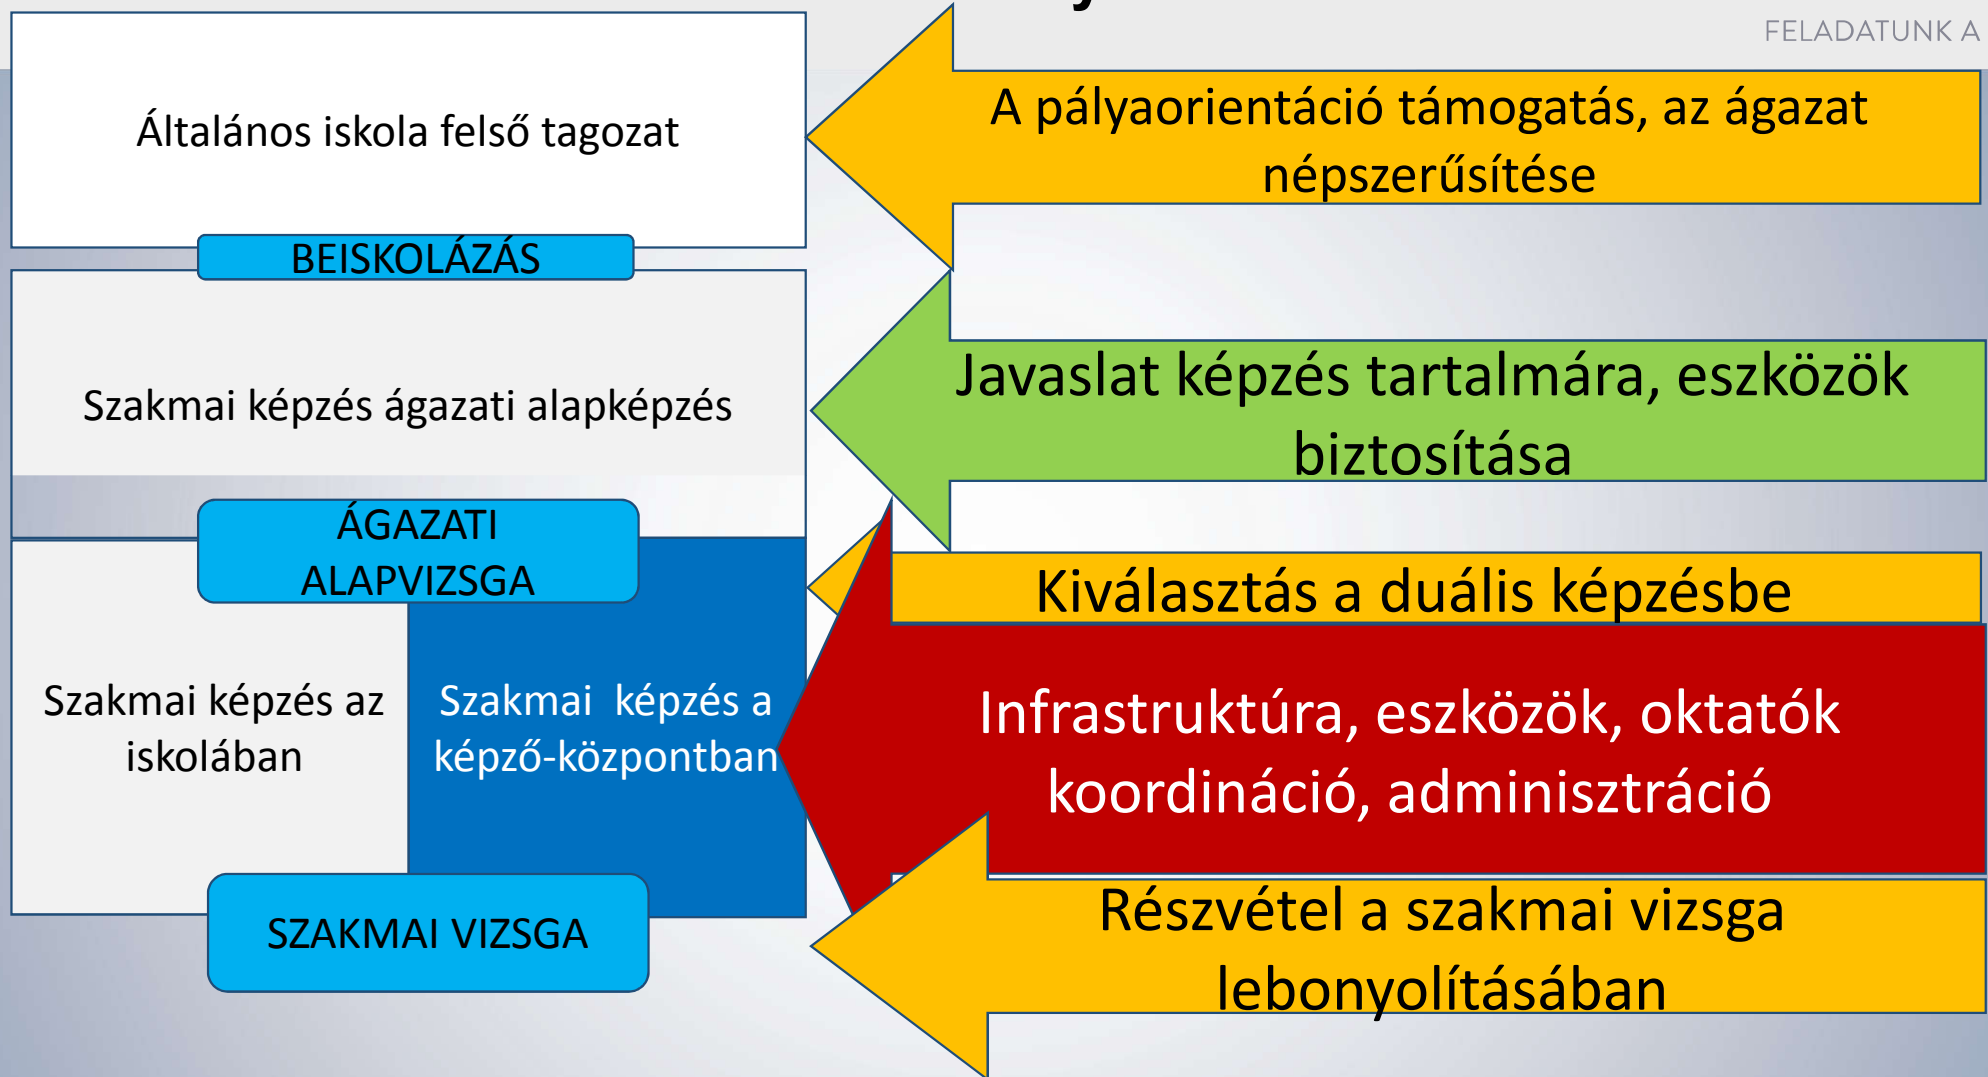 FELADATUNK A
Általános iskola felső tagozat
A pályaorientáció támogatás, az ágazat
népszerűsítése
BEISKOLÁZÁS
Szakmai képzés ágazati alapképzés
Javaslat képzés tartalmára, eszközök
biztosítása
ÁGAZATI
ALAPVIZSGA
Kiválasztás a duális képzésbe
Szakmai képzés az
iskolában
Szakmai  képzés a
képző-központban
Infrastruktúra, eszközök, oktatók
koordináció, adminisztráció
SZAKMAI VIZSGA
Részvétel a szakmai vizsga
lebonyolításában